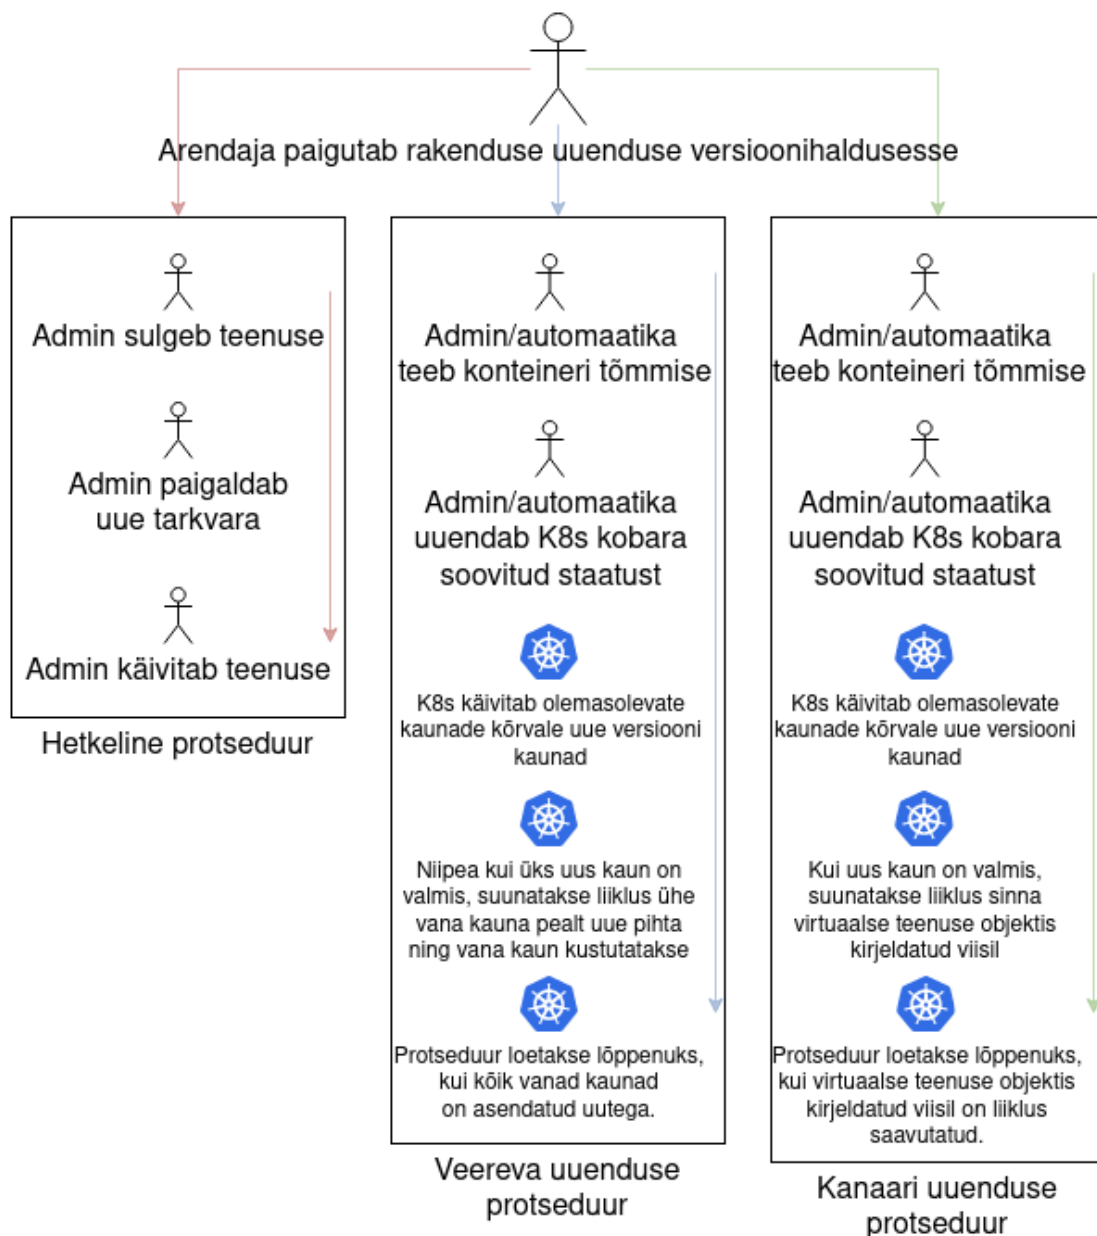 Arendaja paigutab rakenduse uuenduse versioonihaldusesse
Admin sulgeb teenuse
Admin paigaldab
uue tarkvara
Admin käivitab teenuse
Hetkeline protseduur
Admin/automaatika
teeb konteineri tõmmise
Admin/automaatika
uuendab K8s kobara
soovitud staatust
K8s käivitab olemasolevate
kaunade kõrvale uue versiooni
kaunad
Niipea kui üks uus kaun on
valmis, suunatakse liiklus ühe
vana kauna pealt uue pihta
ning vana kaun kustutatakse
Protseduur loetakse lõppenuks,
kui kõik vanad kaunad
on asendatud uutega.
Veereva uuenduse
protseduur
Admin/automaatika
teeb konteineri tõmmise
Admin/automaatika
uuendab K8s kobara
soovitud staatust
K8s käivitab olemasolevate
kaunade kõrvale uue versiooni
kaunad
Kui uus kaun on valmis,
suunatakse liiklus sinna
virtuaalse teenuse objektis
kirjeldatud viisil
Protseduur loetakse lõppenuks,
kui virtuaalse teenuse objektis
kirjeldatud viisil on liiklus
saavutatud.
Kanaari uuenduse
protseduur